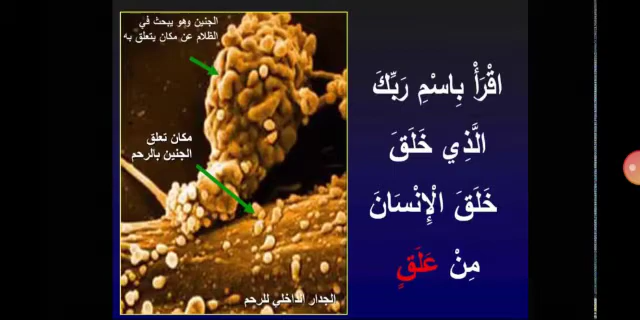 الجنين وهو يبحث في
الظلام عن مكان يتعلق به
مكان تعلق
الجنين بالرحم
الجدار الداخلي للرحم
اقْرَأْ بِاسْمِ رَبِّكَ
الَّذِي خَلَقَ
خَلَقَ الْإِنْسَانَ
مِنْ عَلَقٍ